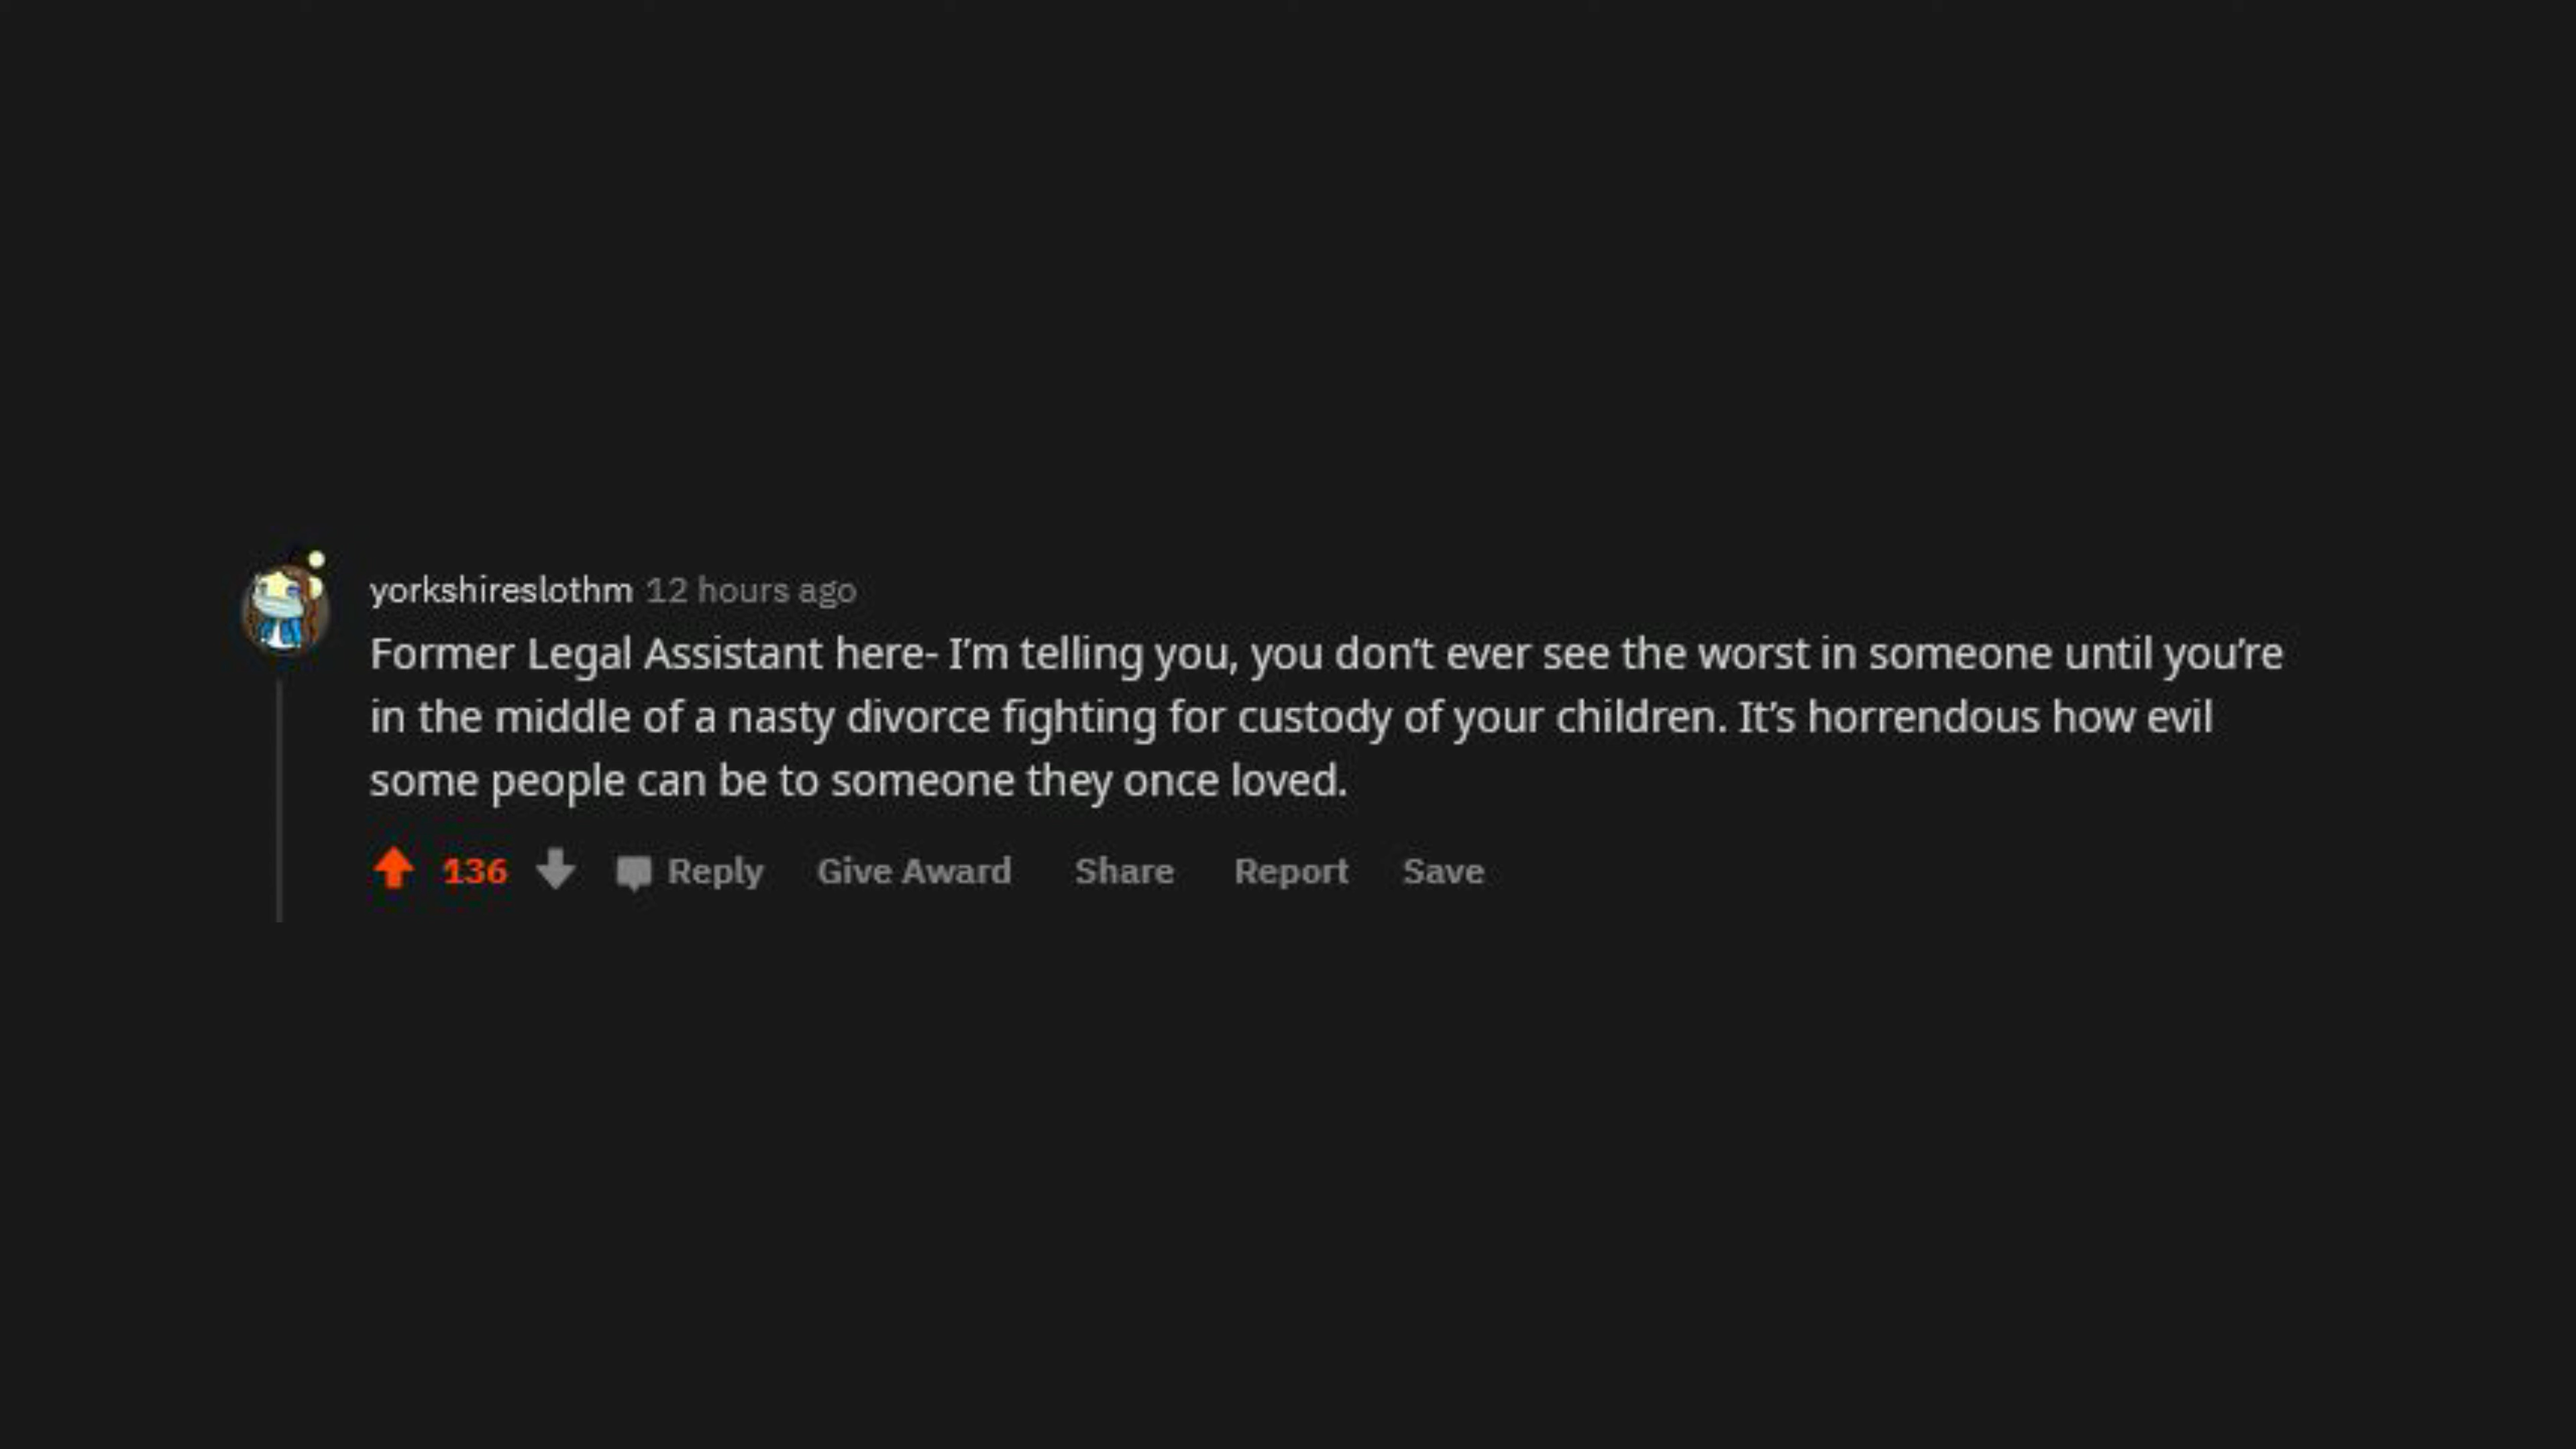 yorkshireslothm 12 hours ago
Former Legal Assistant here- I’m telling you, you don’t ever see the worst in someone until you’re
in the middle of a nasty divorce fighting for custody of your children. It’s horrendous how evil
some people can be to someone they once loved.
136 Reply Give Award Share Report Save